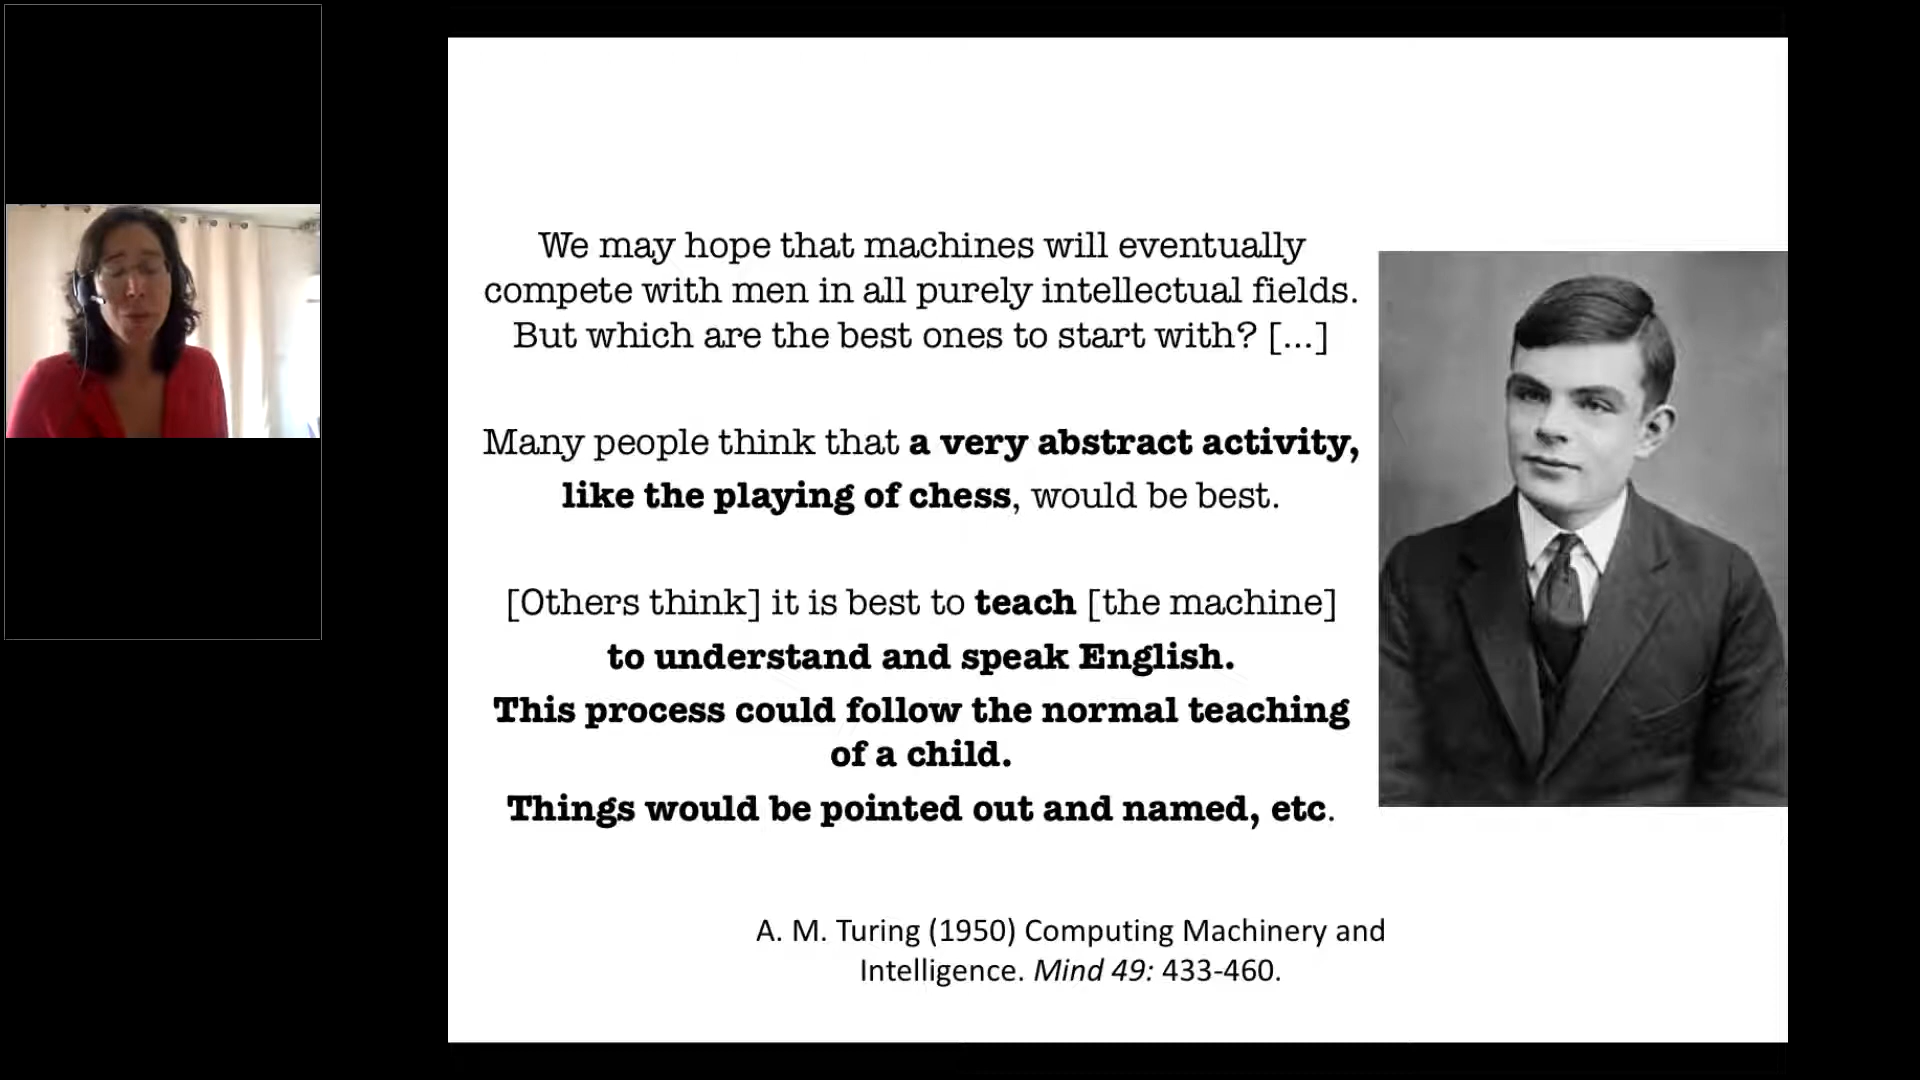 We may hope that machines will eventually
compete with men in all purely intellectual fields.
But which are the best ones to start with? [...]
Many people think that a very abstract activity,
like the playing of chess, would be best.
[Others think] it is best to teach [the machine]
to understand and speak English.
This process could follow the normal teaching
of a child.
Things would be pointed out and named, etc.
A. M. Turing (1950) Computing Machinery and
Intelligence. Mind 49: 433-460.